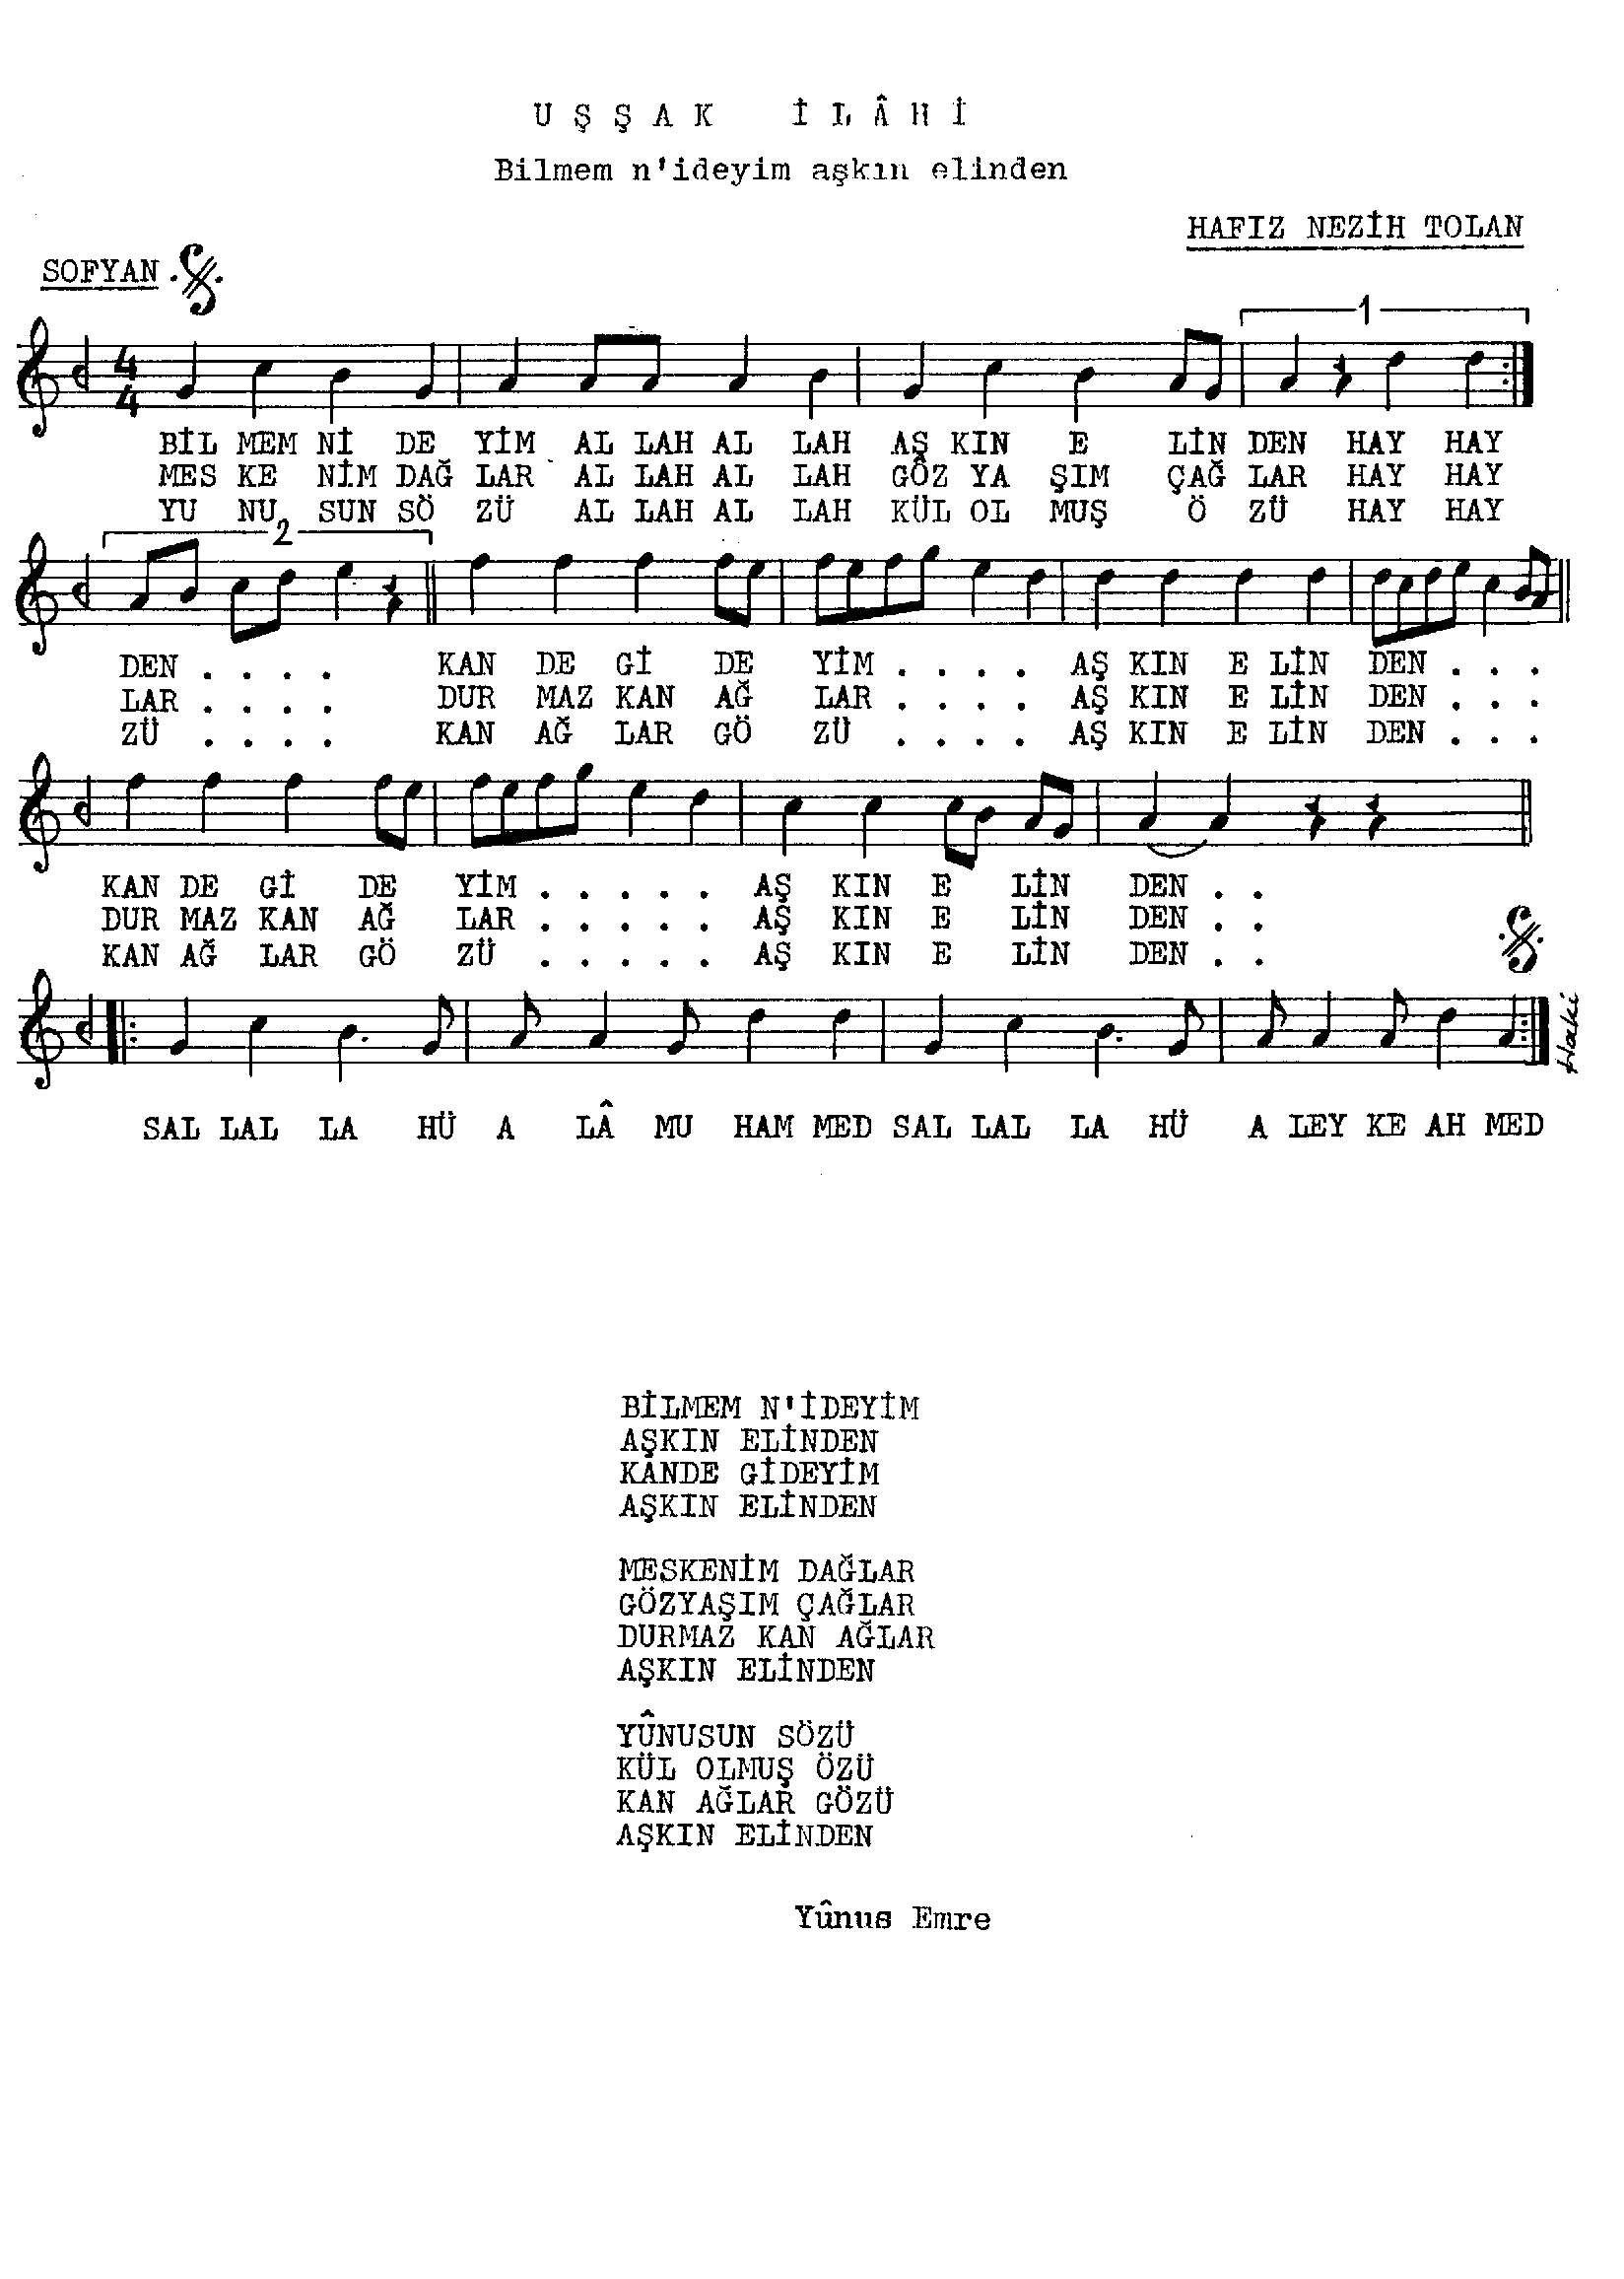 U Ş Ş A K   İ L Â H İ
Bilmem n'ideyim aşkın elinden
HAFIZ NEZİH TOLAN
SOFYAN
4
4
1
BİL MEM Nİ DE YİM AL LAH AL LAH AŞ KIN E LİN DEN HAY HAY
MES KE NİM DAĞ LAR AL LAH AL LAH GÖZ YA ŞIM ÇAĞ LAR HAY HAY
YU NU SUN SÖ ZÜ AL LAH AL LAH KÜL OL MUŞ Ö ZÜ HAY HAY
2
DEN . . . . KAN DE Gİ DE YİM . . . . AŞ KIN E LİN DEN . . .
LAR . . . . DUR MAZ KAN AĞ LAR . . . . AŞ KIN E LİN DEN . . .
ZÜ . . . . KAN AĞ LAR GÖ ZÜ . . . . AŞ KIN E LİN DEN . . .
KAN DE Gİ DE YİM . . . . . AŞ KIN E LİN DEN . .
DUR MAZ KAN AĞ LAR . . . . . AŞ KIN E LİN DEN . .
KAN AĞ LAR GÖ ZÜ . . . . . AŞ KIN E LİN DEN . .
Haki
SAL LAL LA HÜ A LÂ MU HAM MED SAL LAL LA HÜ A LEY KE AH MED
BİLMEM N'İDEYİM
AŞKIN ELİNDEN
KANDE GİDEYİM
AŞKIN ELİNDEN
MESKENİM DAĞLAR
GÖZYAŞIM ÇAĞLAR
DURMAZ KAN AĞLAR
AŞKIN ELİNDEN
YÛNUSUN SÖZÜ
KÜL OLMUŞ ÖZÜ
KAN AĞLAR GÖZÜ
AŞKIN ELİNDEN
Yûnus Emre